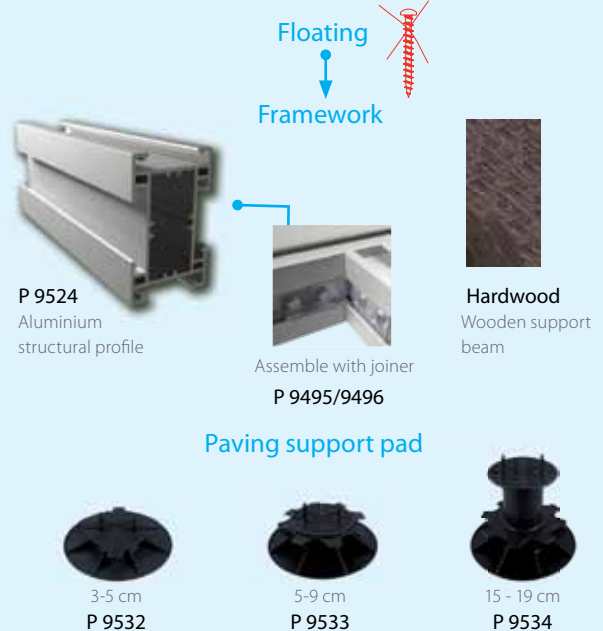 Floating
Framework
P 9524
Aluminium
structural profile
Assemble with joiner
P 9495/9496
Hardwood
Wooden support
beam
Paving support pad
3-5 cm
P 9532
5-9 cm
P 9533
15 - 19 cm
P 9534